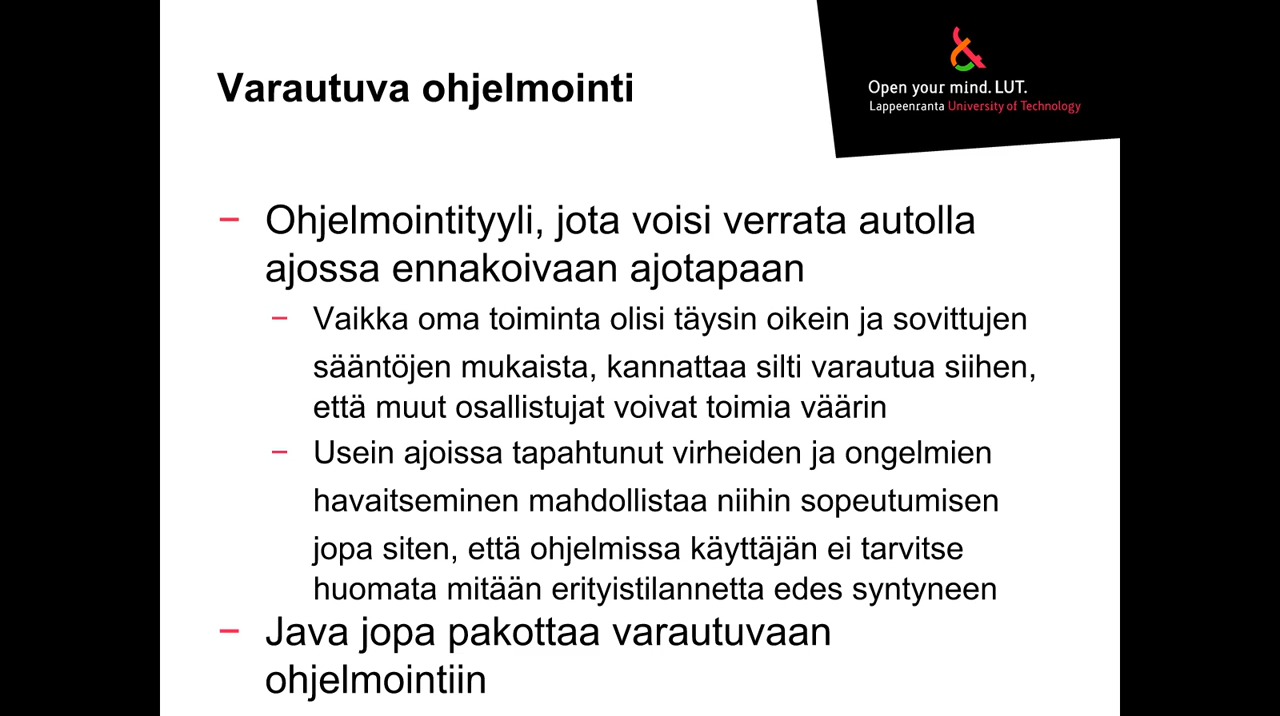 Varautuva ohjelmointi
Open your mind. LUT.
Lappeenranta University of Technology
– Ohjelmointityyli, jota voisi verrata autolla
ajossa ennakoivaan ajotapaan
– Vaikka oma toiminta olisi täysin oikein ja sovittujen
sääntöjen mukaista, kannattaa silti varautua siihen,
että muut osallistujat voivat toimia väärin
– Usein ajoissa tapahtunut virheiden ja ongelmien
havaitseminen mahdollistaa niihin sopeutumisen
jopa siten, että ohjelmissa käyttäjän ei tarvitse
huomata mitään erityistilannetta edes syntyneen
– Java jopa pakottaa varautuvaan
ohjelmointiin